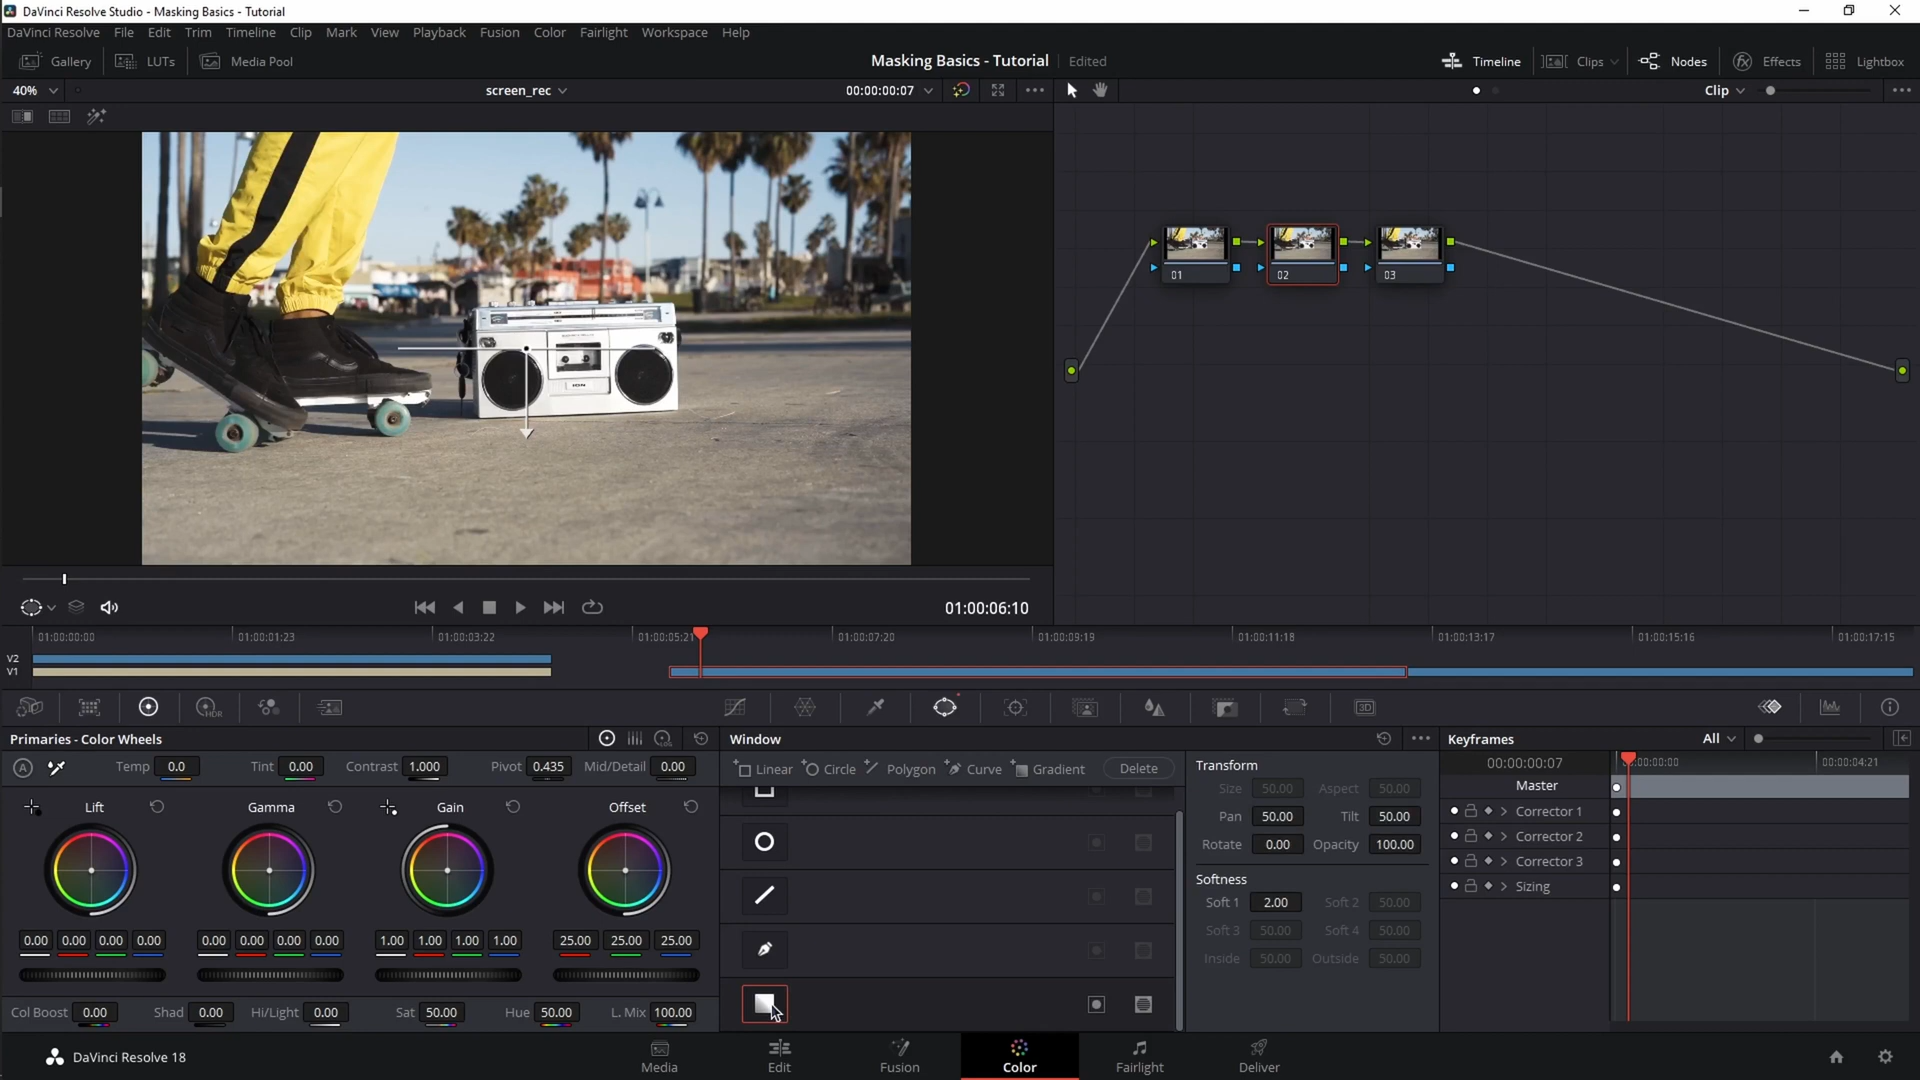 DaVinci Resolve Studio - Masking Basics - Tutorial
DaVinci Resolve File Edit Trim Timeline Clip Mark View Playback Fusion Color Fairlight Workspace Help
Gallery LUTs Media Pool Masking Basics - Tutorial Edited Timeline Clips Nodes Effects Lightbox
40% screen_rec 00:00:00:07 Clip
01 02 03
ION
01:00:06:10
01:00:00:00 01:00:01:23 01:00:03:22 01:00:05:21 01:00:07:20 01:00:09:19 01:00:11:18 01:00:13:17 01:00:15:16 01:00:17:15
V2
V1
HDR 3D
Primaries - Color Wheels LOG Window Keyframes All
A Temp 0.0 Tint 0.00 Contrast 1.000 Pivot 0.435 Mid/Detail 0.00
Linear Circle Polygon Curve Gradient Delete
Transform
Size 50.00 Aspect 50.00
Pan 50.00 Tilt 50.00
Rotate 0.00 Opacity 100.00
Softness
Soft 1 2.00 Soft 2 50.00
Soft 3 50.00 Soft 4 50.00
Inside 50.00 Outside 50.00
00:00:00:07 :00:00:00 00:00:04:21
Master
Corrector 1
Corrector 2
Corrector 3
Sizing
Lift Gamma Gain Offset
0.00 0.00 0.00 0.00 0.00 0.00 0.00 0.00 1.00 1.00 1.00 1.00 25.00 25.00 25.00
Col Boost 0.00 Shad 0.00 Hi/Light 0.00 Sat 50.00 Hue 50.00 L. Mix 100.00
DaVinci Resolve 18 Media Edit Fusion Color Fairlight Deliver